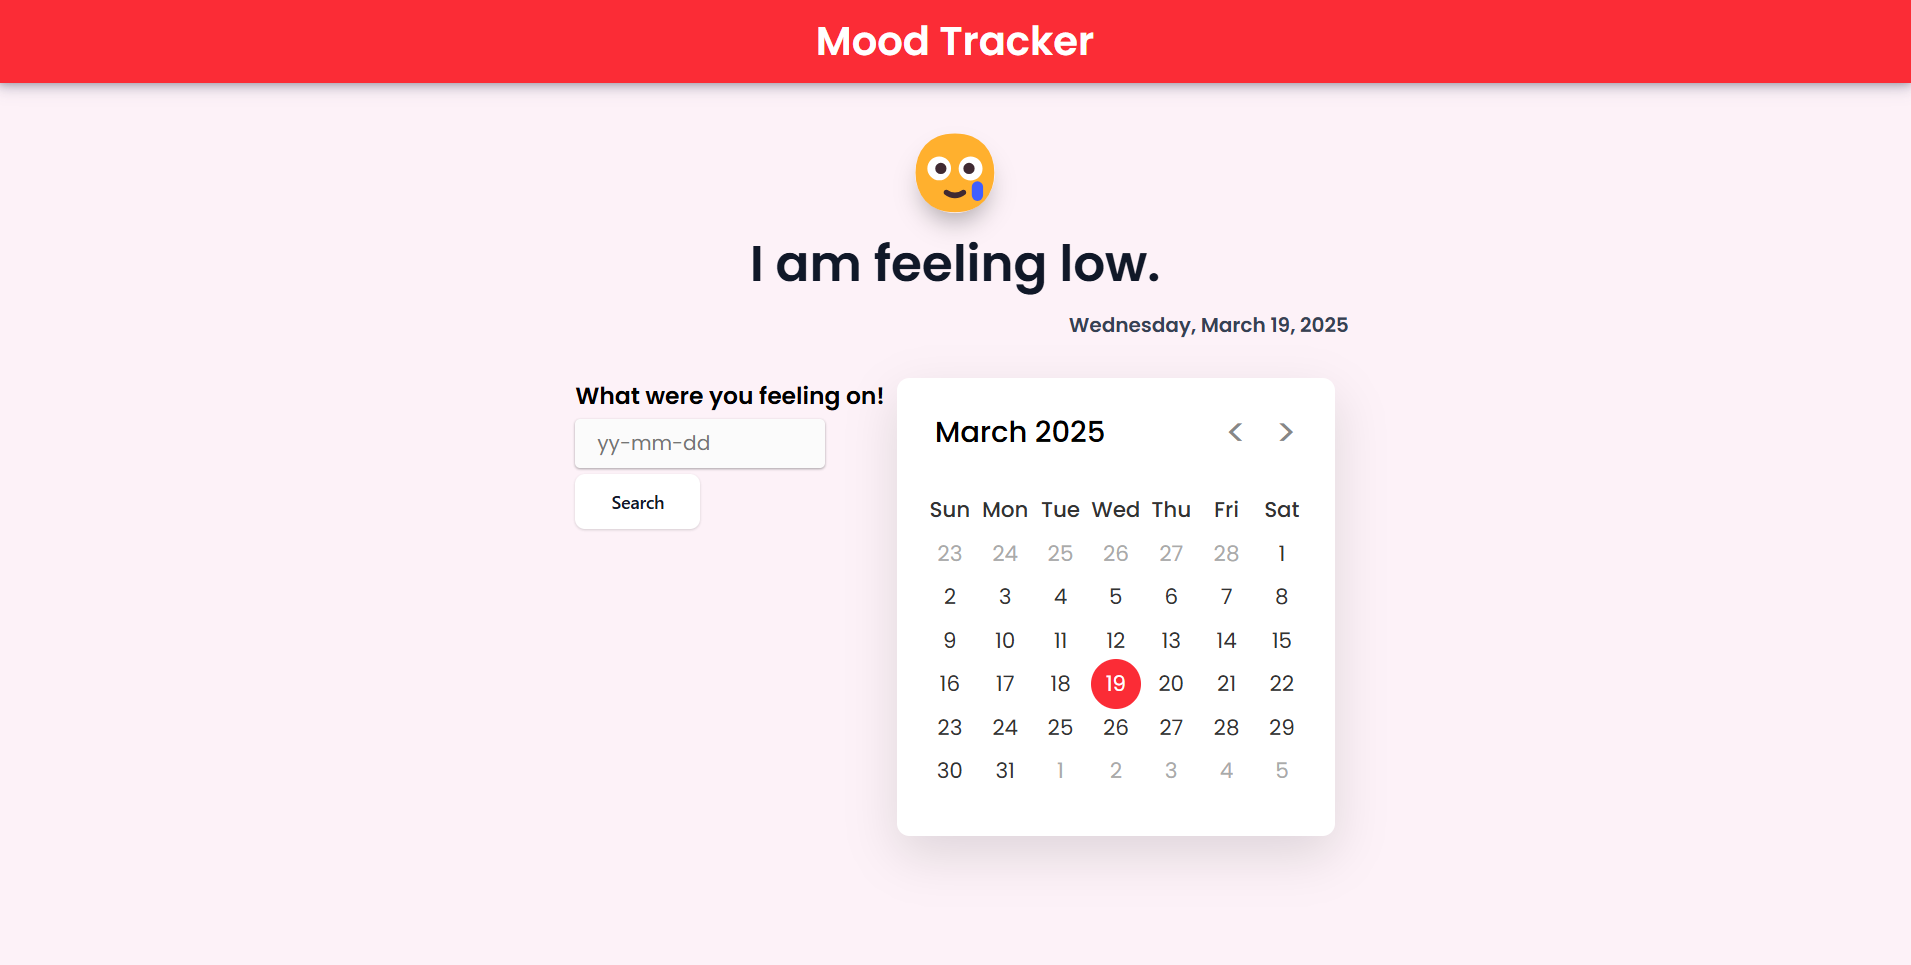 Mood Tracker
I am feeling low.
Wednesday, March 19, 2025
What were you feeling on!
yy-mm-dd
Search
March 2025 < >
Sun Mon Tue Wed Thu Fri Sat
23 24 25 26 27 28 1
2 3 4 5 6 7 8
9 10 11 12 13 14 15
16 17 18 19 20 21 22
23 24 25 26 27 28 29
30 31 1 2 3 4 5